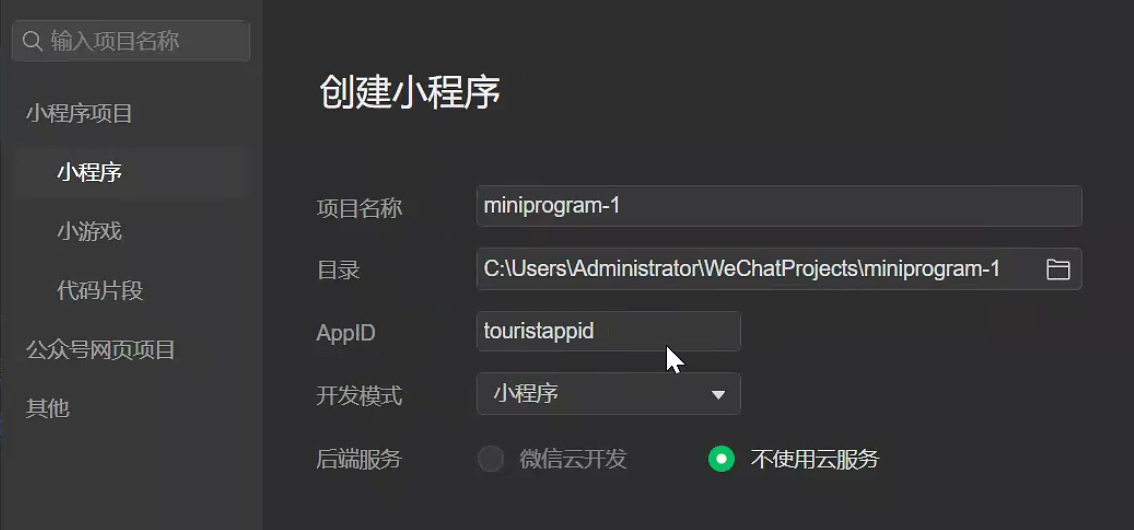 输入项目名称
小程序项目
小程序
小游戏
代码片段
公众号网页项目
其他
创建小程序
项目名称 miniprogram-1
目录 C:\Users\Administrator\WeChatProjects\miniprogram-1
AppID touristappid
开发模式 小程序
后端服务 微信云开发 不使用云服务